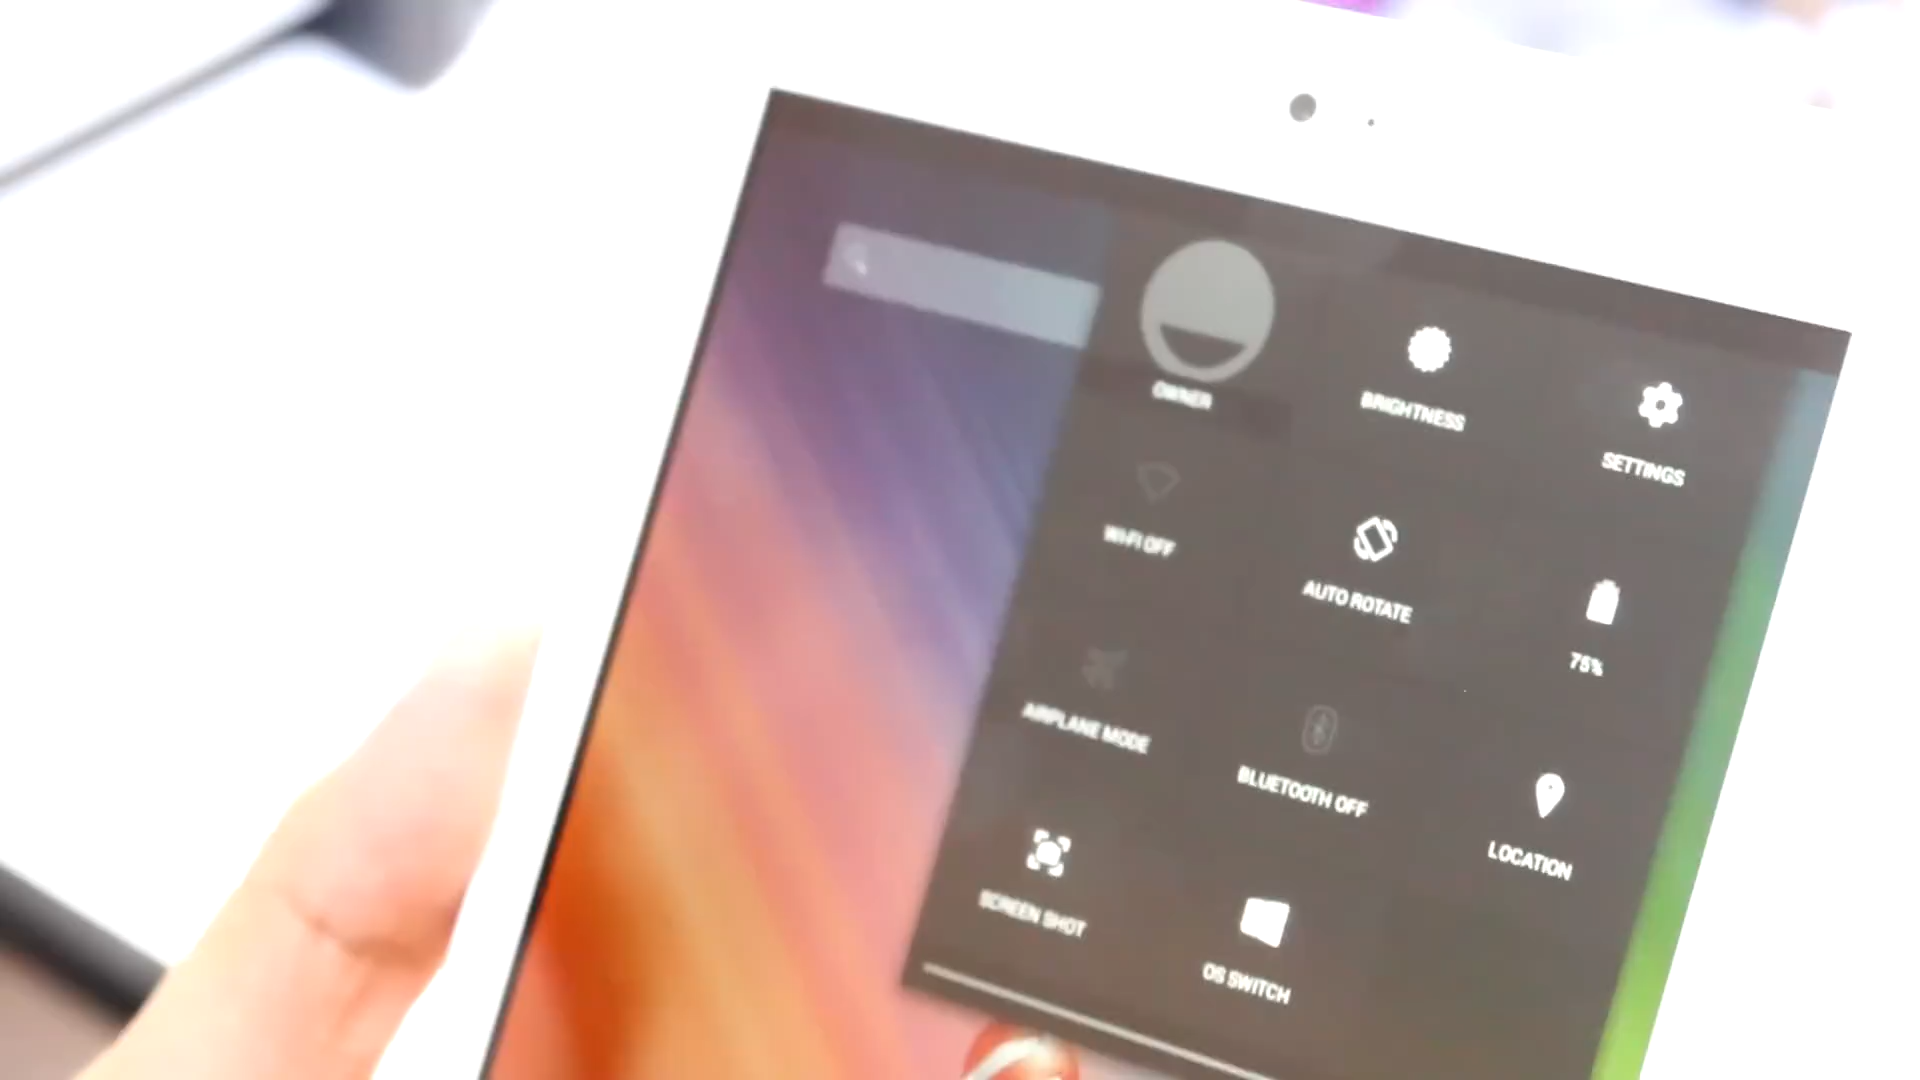 OWNER
BRIGHTNESS
SETTINGS
WI-FI OFF
AUTO ROTATE
75%
AIRPLANE MODE
BLUETOOTH OFF
LOCATION
SCREEN SHOT
OS SWITCH